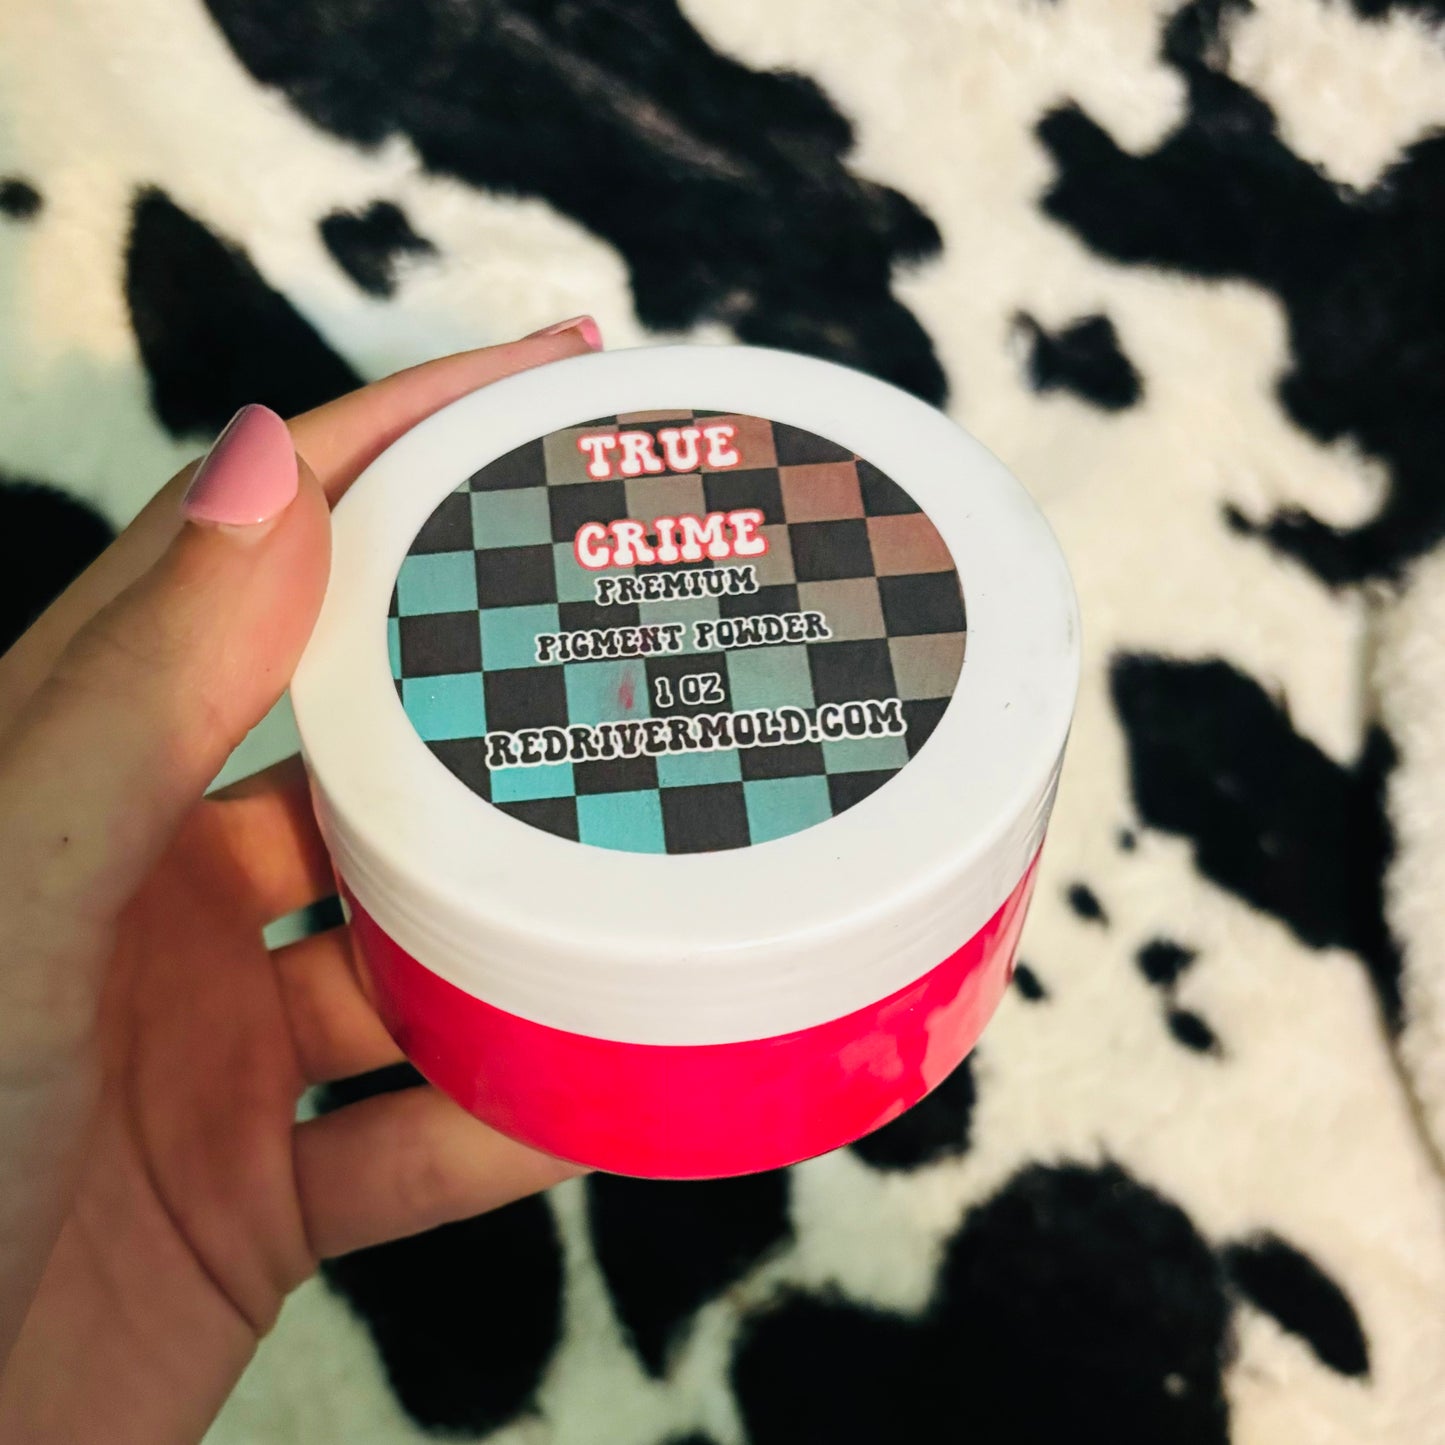 TRUE
CRIME
PREMIUM
PIGMENT POWDER
1 OZ
REDRIVERMOLD.COM